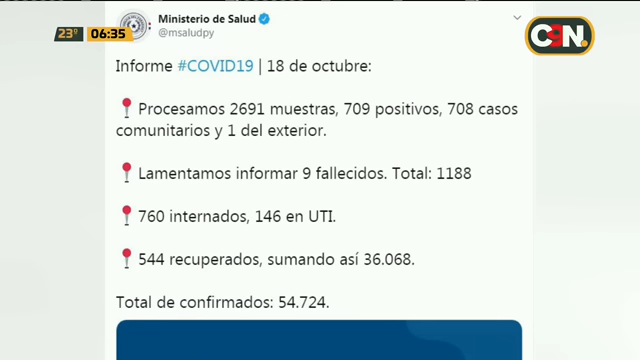 23º 06:35
Ministerio de Salud
@msaludpy
C9N.
Informe #COVID19 | 18 de octubre:
Procesamos 2691 muestras, 709 positivos, 708 casos
comunitarios y 1 del exterior.
Lamentamos informar 9 fallecidos. Total: 1188
760 internados, 146 en UTI.
544 recuperados, sumando así 36.068.
Total de confirmados: 54.724.